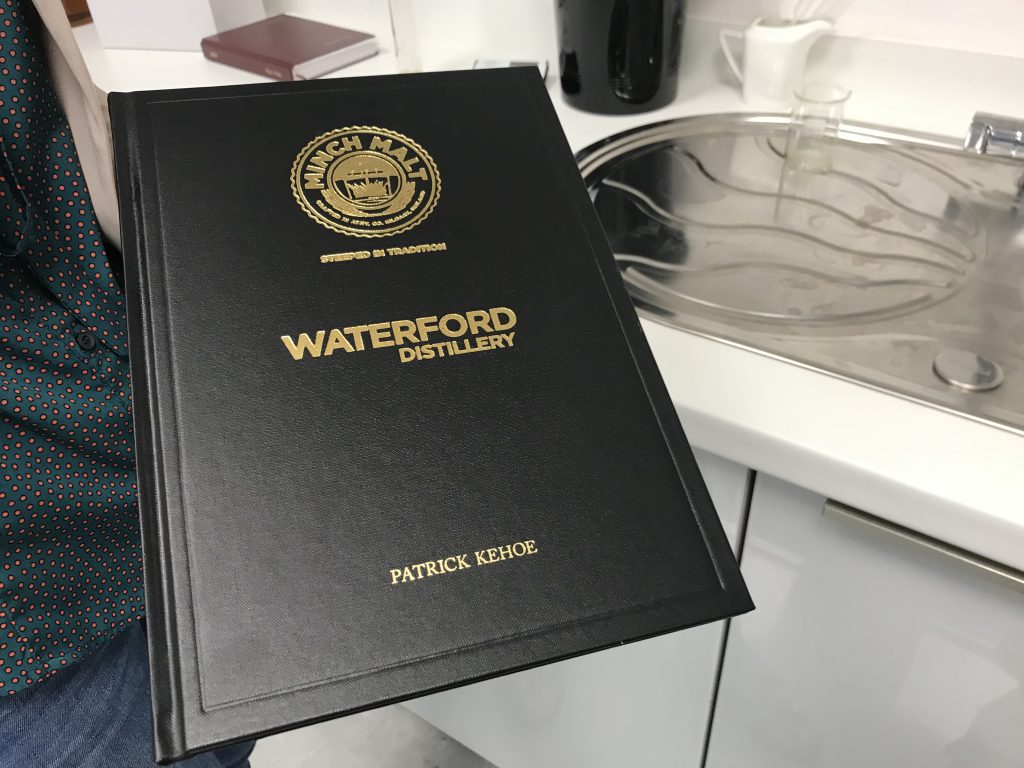 MINCH MALT
STEEPED IN TRADITION
WATERFORD
DISTILLERY
PATRICK KEHOE